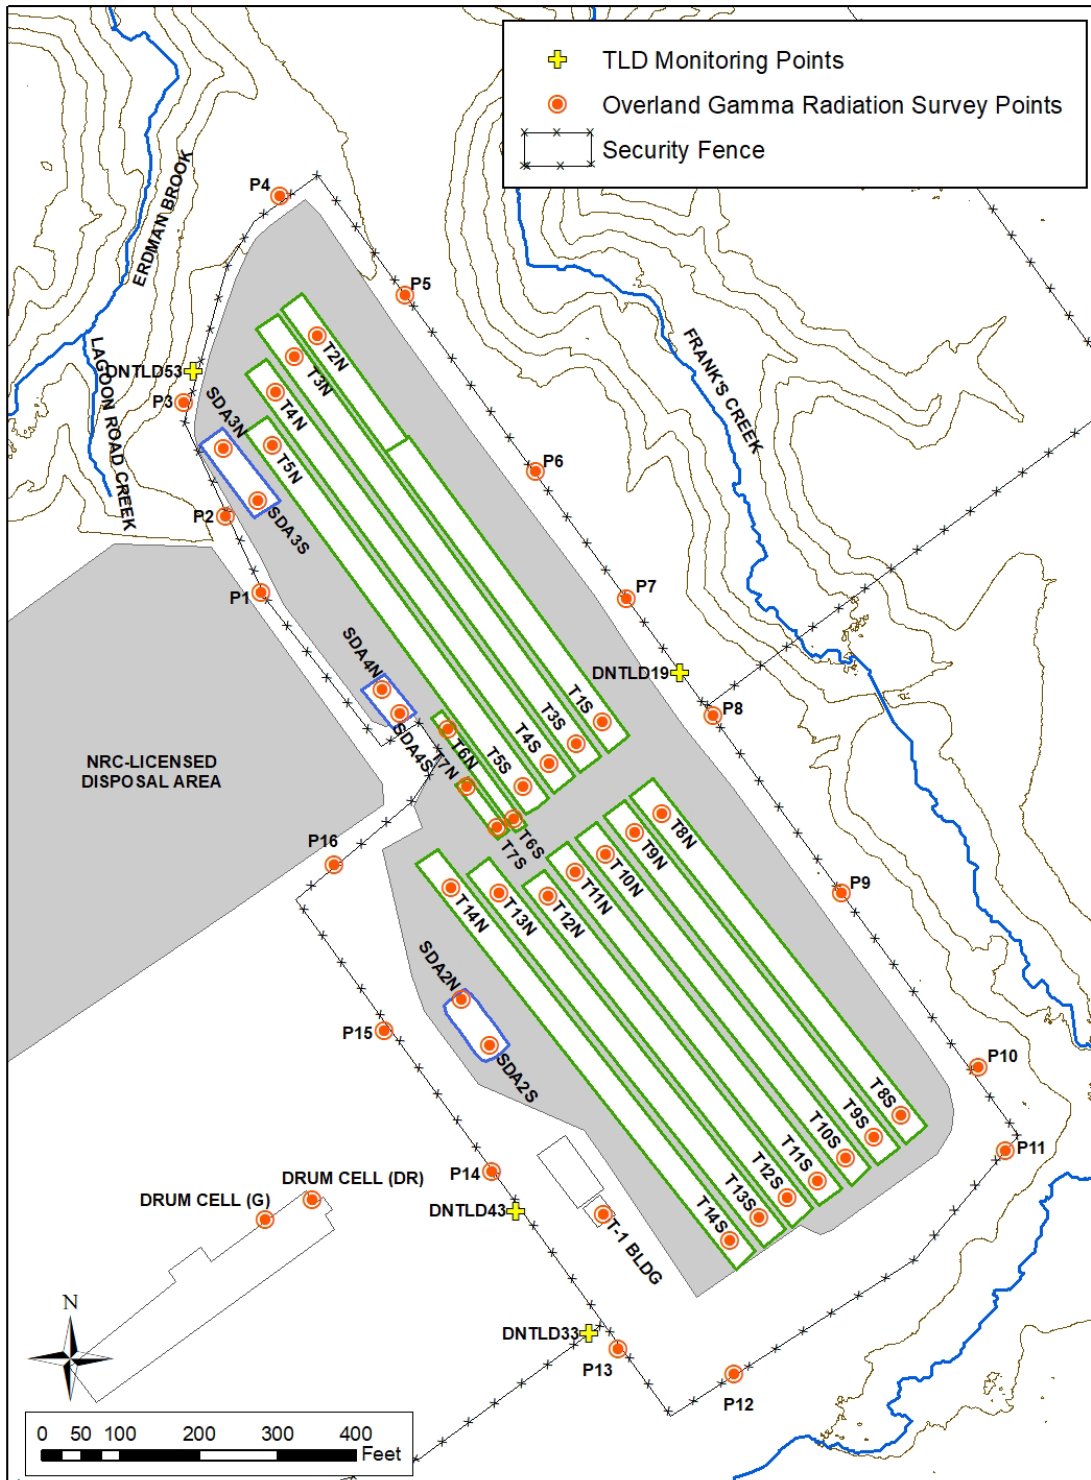 TLD Monitoring Points
Overland Gamma Radiation Survey Points
Security Fence
P4
ERDMAN BROOK
P5
T2N
T3N
FRANK'S CREEK
LAGOON ROAD CREEK
DNTLD53
P3
SDA3N
T4N
T5N
P6
SDA3S
P2
P1
P7
SDA4N
DNTLD19
P8
T1S
T3S
T4S
T5S
SDA4S
T6N
T7N
NRC-LICENSED
DISPOSAL AREA
T6S
T7S
T8N
T9N
T10N
T11N
T12N
T13N
T14N
P16
P9
SDA2N
P15
SDA2S
P10
T8S
T9S
T10S
T11S
T12S
T13S
T14S
P11
P14
DRUM CELL (DR)
DRUM CELL (G)
DNTLD43
T-1 BLDG
N
DNTLD33
P13
P12
0 50 100 200 300 400
Feet